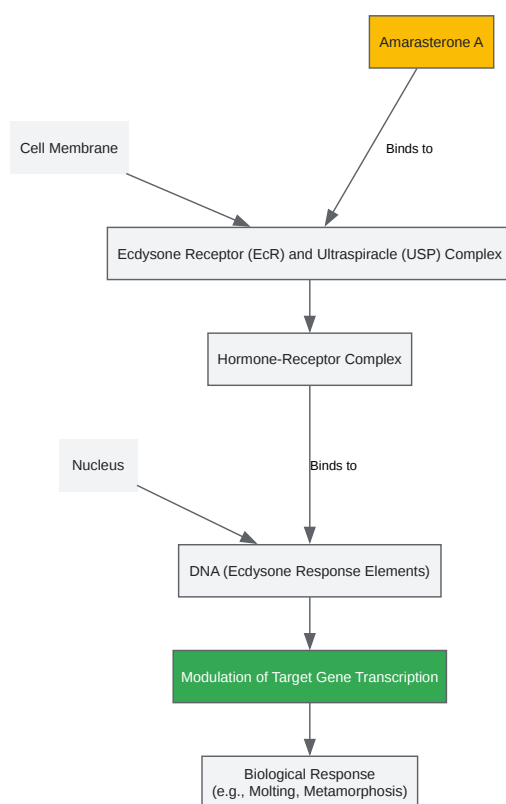 Amarasterone A
Cell Membrane
Binds to
Ecdysone Receptor (EcR) and Ultraspiracle (USP) Complex
Hormone-Receptor Complex
Nucleus
Binds to
DNA (Ecdysone Response Elements)
Modulation of Target Gene Transcription
Biological Response
(e.g., Molting, Metamorphosis)